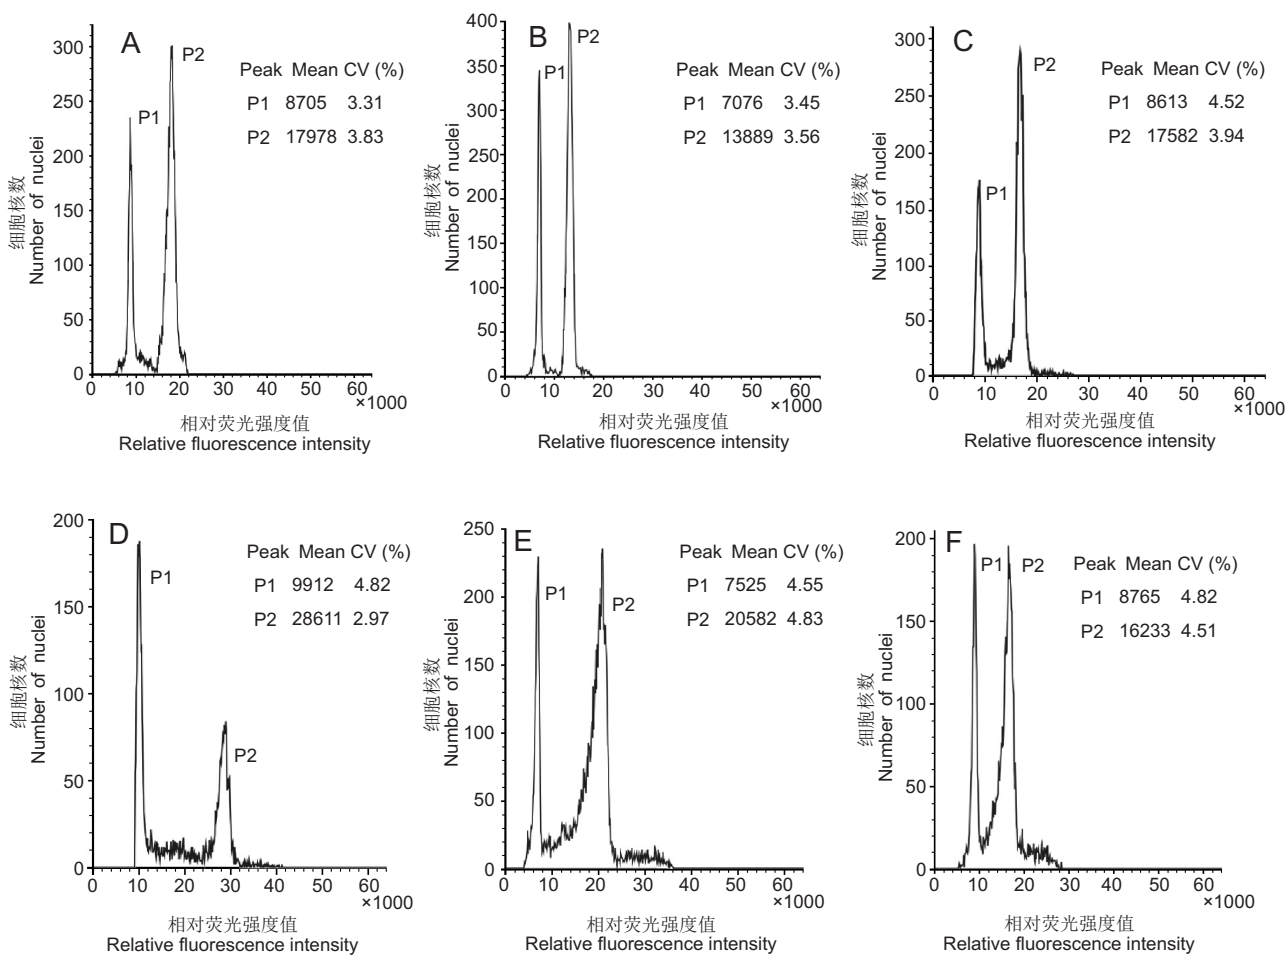 A
P1
P2
Peak Mean CV (%)
P1 8705 3.31
P2 17978 3.83
300
250
200
150
100
50
0
细胞核数
Number of nuclei
0 10 20 30 40 50 60
×1000
相对荧光强度值
Relative fluorescence intensity
B
P1
P2
Peak Mean CV (%)
P1 7076 3.45
P2 13889 3.56
400
350
300
250
200
150
100
50
0
细胞核数
Number of nuclei
0 10 20 30 40 50 60
×1000
相对荧光强度值
Relative fluorescence intensity
C
P1
P2
Peak Mean CV (%)
P1 8613 4.52
P2 17582 3.94
300
250
200
150
100
50
0
细胞核数
Number of nuclei
0 10 20 30 40 50 60
×1000
相对荧光强度值
Relative fluorescence intensity
D
P1
P2
Peak Mean CV (%)
P1 9912 4.82
P2 28611 2.97
200
150
100
50
0
细胞核数
Number of nuclei
0 10 20 30 40 50 60
×1000
相对荧光强度值
Relative fluorescence intensity
E
P1
P2
Peak Mean CV (%)
P1 7525 4.55
P2 20582 4.83
250
200
150
100
50
0
细胞核数
Number of nuclei
0 10 20 30 40 50 60
×1000
相对荧光强度值
Relative fluorescence intensity
F
P1
P2
Peak Mean CV (%)
P1 8765 4.82
P2 16233 4.51
200
150
100
50
0
细胞核数
Number of nuclei
0 10 20 30 40 50 60
×1000
相对荧光强度值
Relative fluorescence intensity